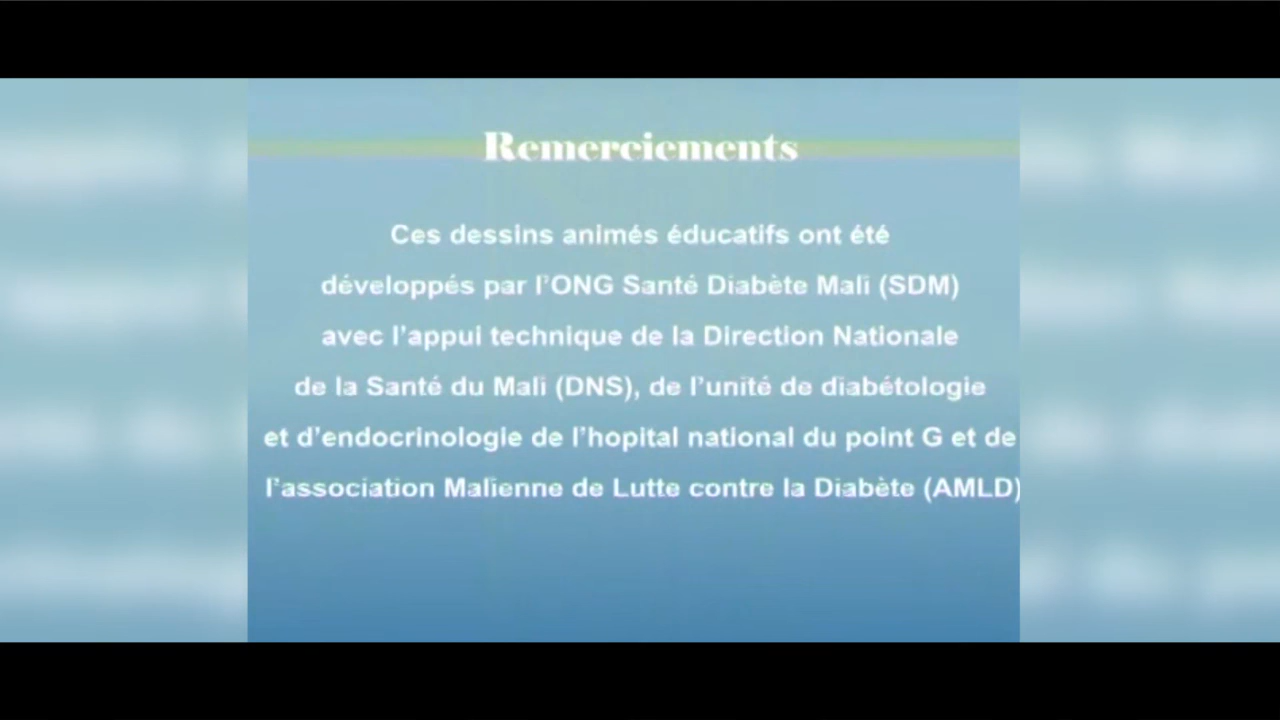 Remerciements
Ces dessins animés éducatifs ont été
développés par l'ONG Santé Diabète Mali (SDM)
avec l'appui technique de la Direction Nationale
de la Santé du Mali (DNS), de l'unité de diabétologie
et d'endocrinologie de l'hopital national du point G et de
l'association Malienne de Lutte contre la Diabète (AMLD)